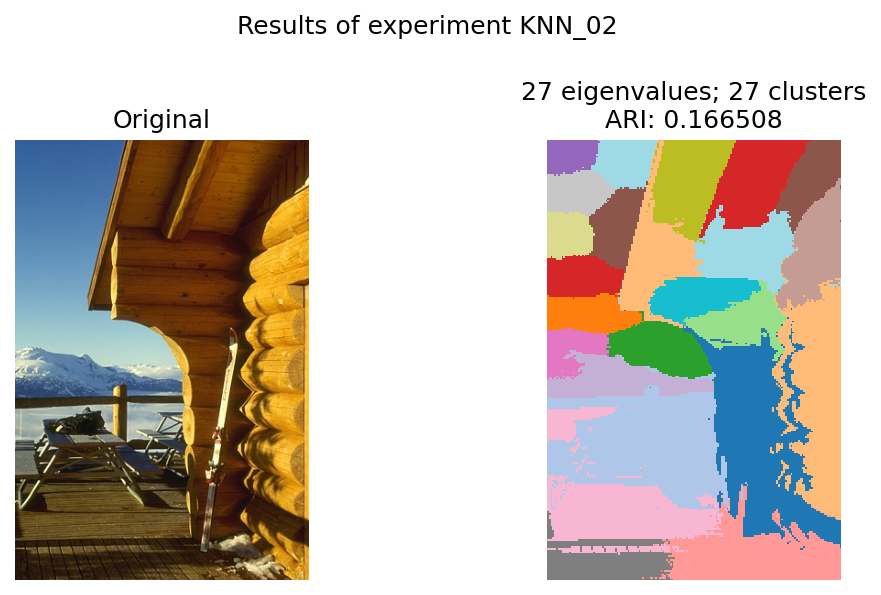 Results of experiment KNN_02
Original
27 eigenvalues; 27 clusters
ARI: 0.166508